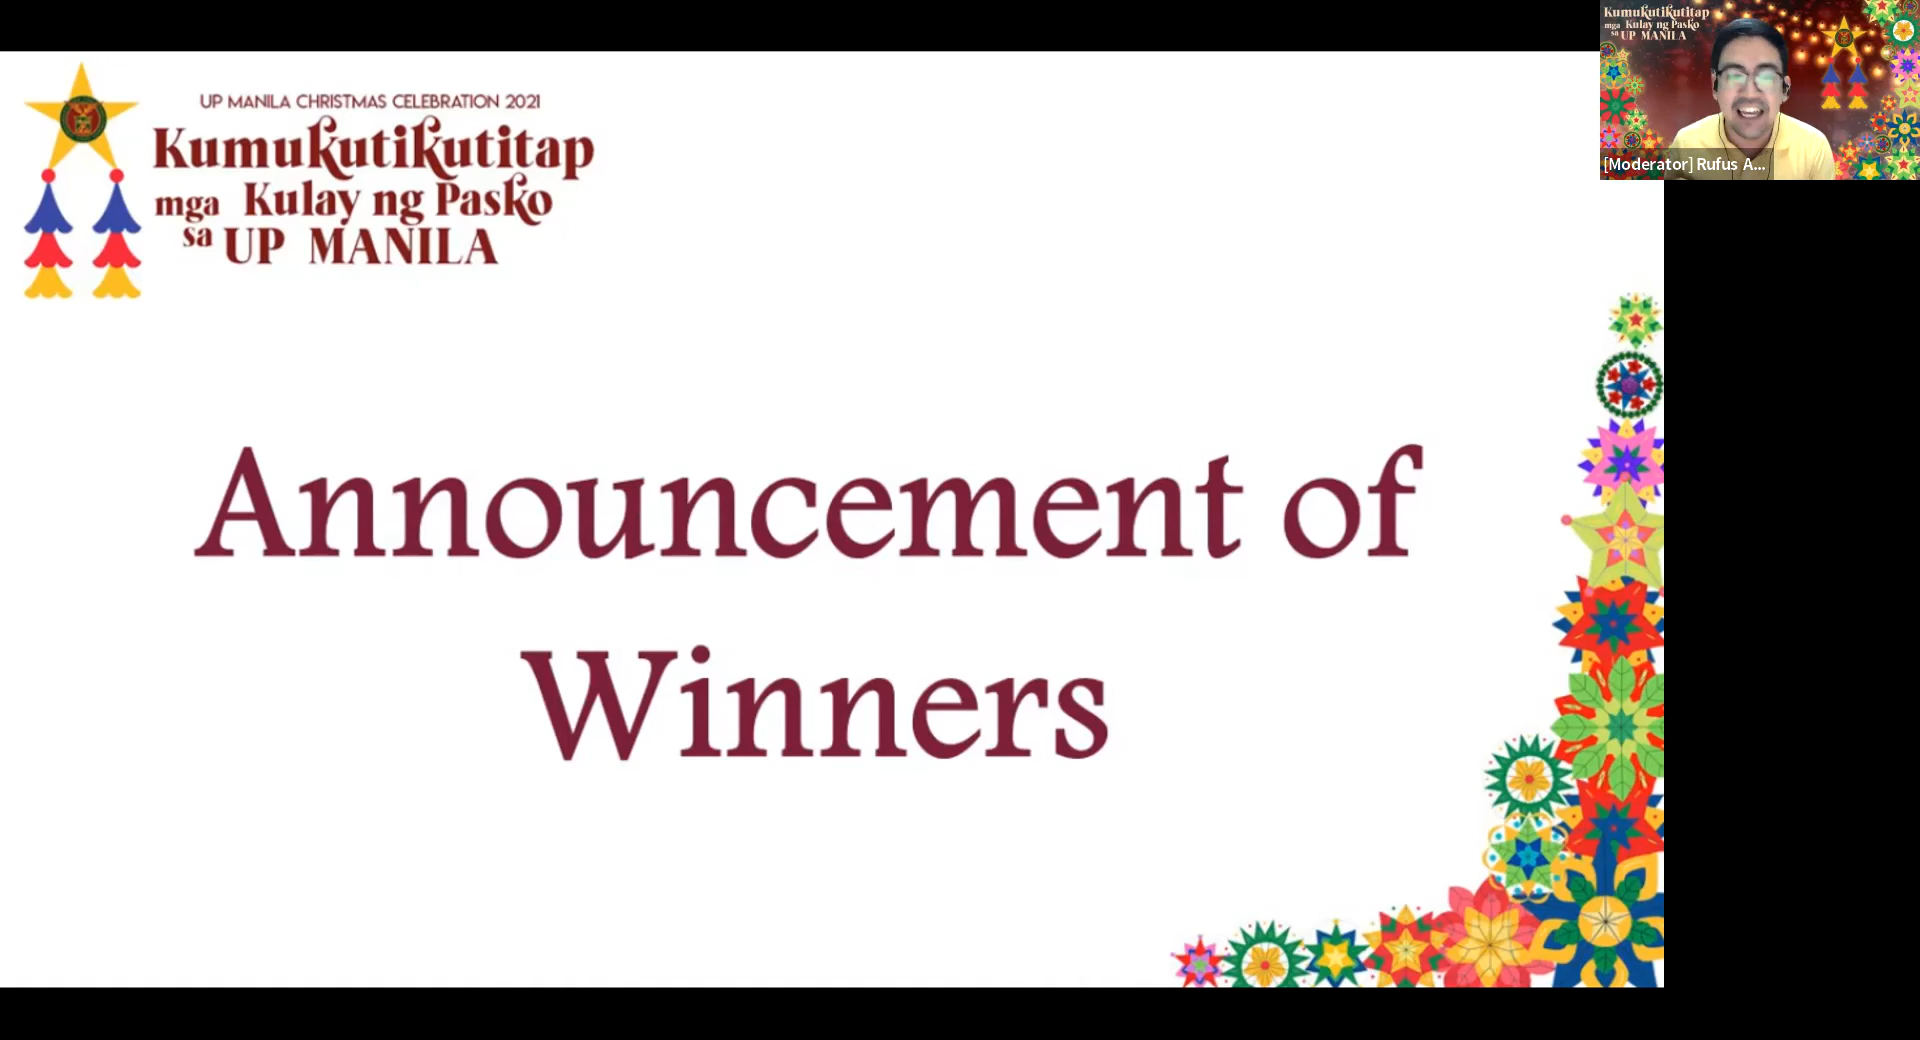 UP MANILA CHRISTMAS CELEBRATION 2021
Kumukutikutitap
mga Kulay ng Pasko
sa UP MANILA
Announcement of
Winners
Kumukutikutitap
mga Kulay ng Pasko
sa UP MANILA
[Moderator] Rufus A...